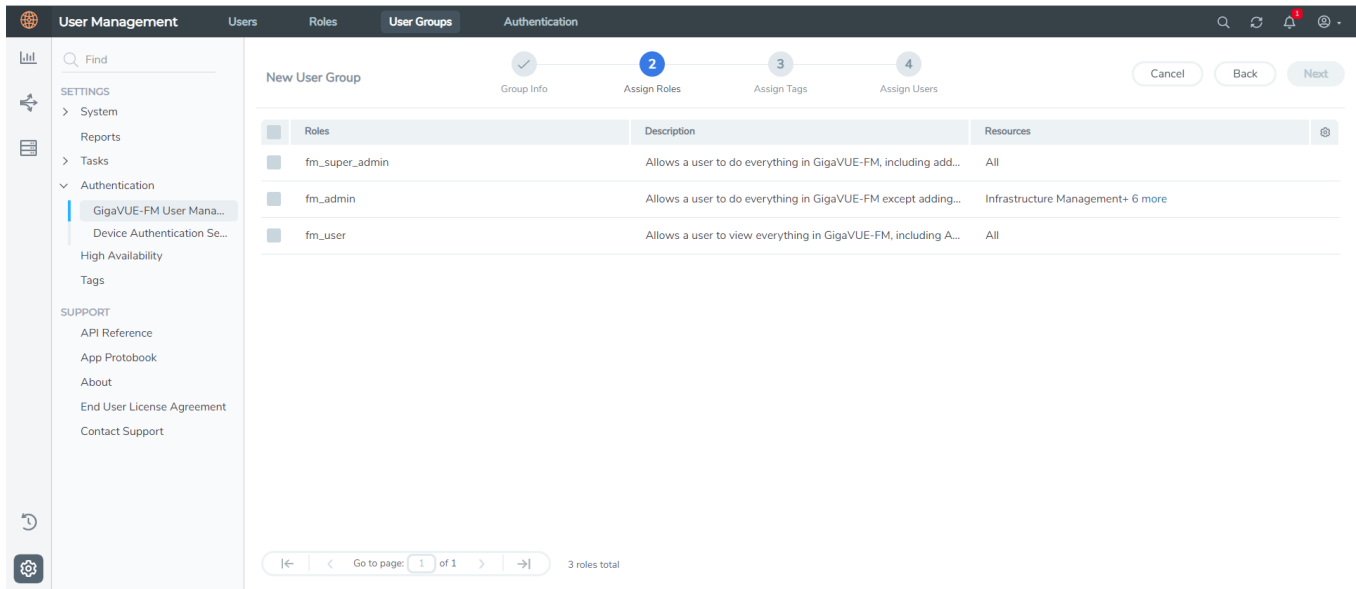 User Management Users Roles User Groups Authentication 1
Find
SETTINGS
System
Reports
Tasks
Authentication
GigaVUE-FM User Mana...
Device Authentication Se...
High Availability
Tags
SUPPORT
API Reference
App Protobook
About
End User License Agreement
Contact Support
New User Group
2 3 4
Group Info Assign Roles Assign Tags Assign Users
Cancel Back Next
Roles Description Resources
fm_super_admin Allows a user to do everything in GigaVUE-FM, including add... All
fm_admin Allows a user to do everything in GigaVUE-FM except adding... Infrastructure Management+ 6 more
fm_user Allows a user to view everything in GigaVUE-FM, including A... All
Go to page: 1 of 1 3 roles total